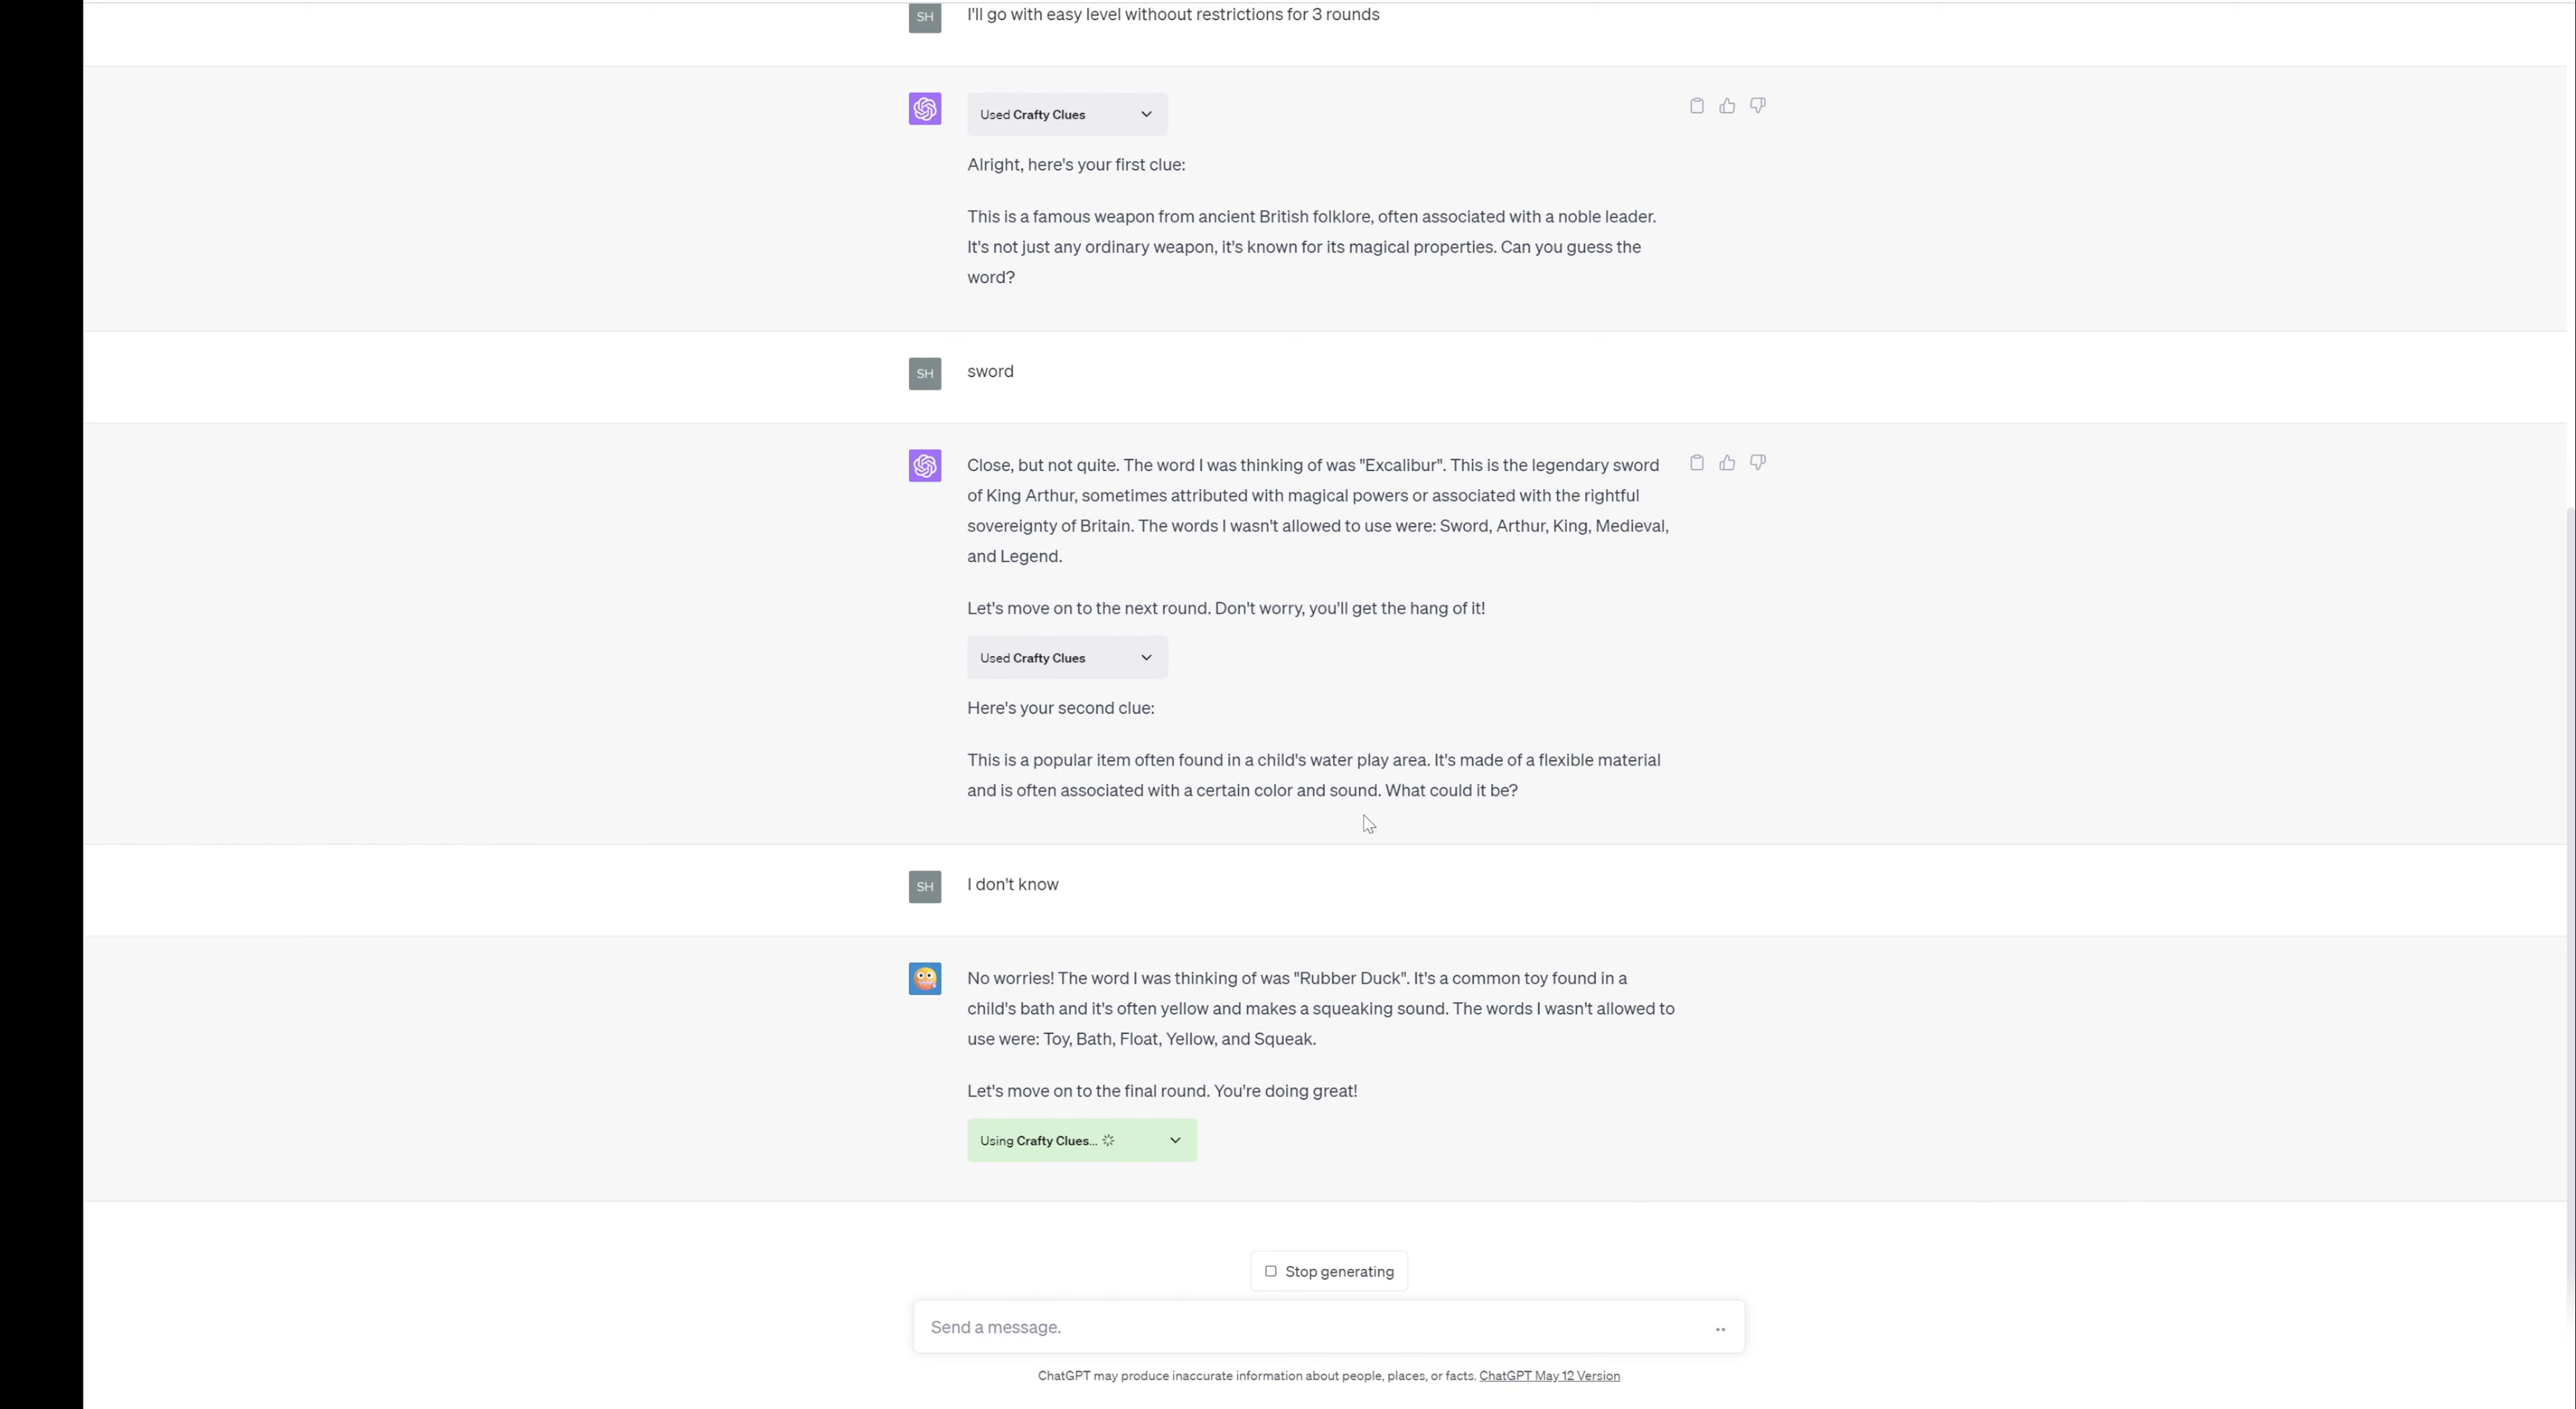 SH
I'll go with easy level withoout restrictions for 3 rounds
Used Crafty Clues
Alright, here's your first clue:
This is a famous weapon from ancient British folklore, often associated with a noble leader.
It's not just any ordinary weapon, it's known for its magical properties. Can you guess the
word?
SH
sword
Close, but not quite. The word I was thinking of was "Excalibur". This is the legendary sword
of King Arthur, sometimes attributed with magical powers or associated with the rightful
sovereignty of Britain. The words I wasn't allowed to use were: Sword, Arthur, King, Medieval,
and Legend.
Let's move on to the next round. Don't worry, you'll get the hang of it!
Used Crafty Clues
Here's your second clue:
This is a popular item often found in a child's water play area. It's made of a flexible material
and is often associated with a certain color and sound. What could it be?
SH
I don't know
No worries! The word I was thinking of was "Rubber Duck". It's a common toy found in a
child's bath and it's often yellow and makes a squeaking sound. The words I wasn't allowed to
use were: Toy, Bath, Float, Yellow, and Squeak.
Let's move on to the final round. You're doing great!
Using Crafty Clues...
Stop generating
Send a message.
ChatGPT may produce inaccurate information about people, places, or facts. ChatGPT May 12 Version